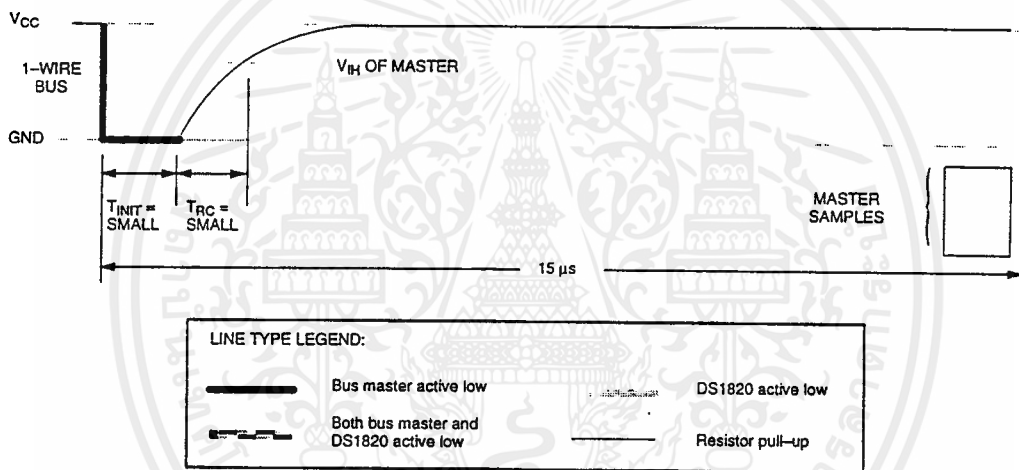 VCC
1–WIRE
BUS
VIH OF MASTER
GND
TINIT =
SMALL
TRC =
SMALL
MASTER
SAMPLES
15 µs
LINE TYPE LEGEND:
Bus master active low
DS1820 active low
Both bus master and
DS1820 active low
Resistor pull–up